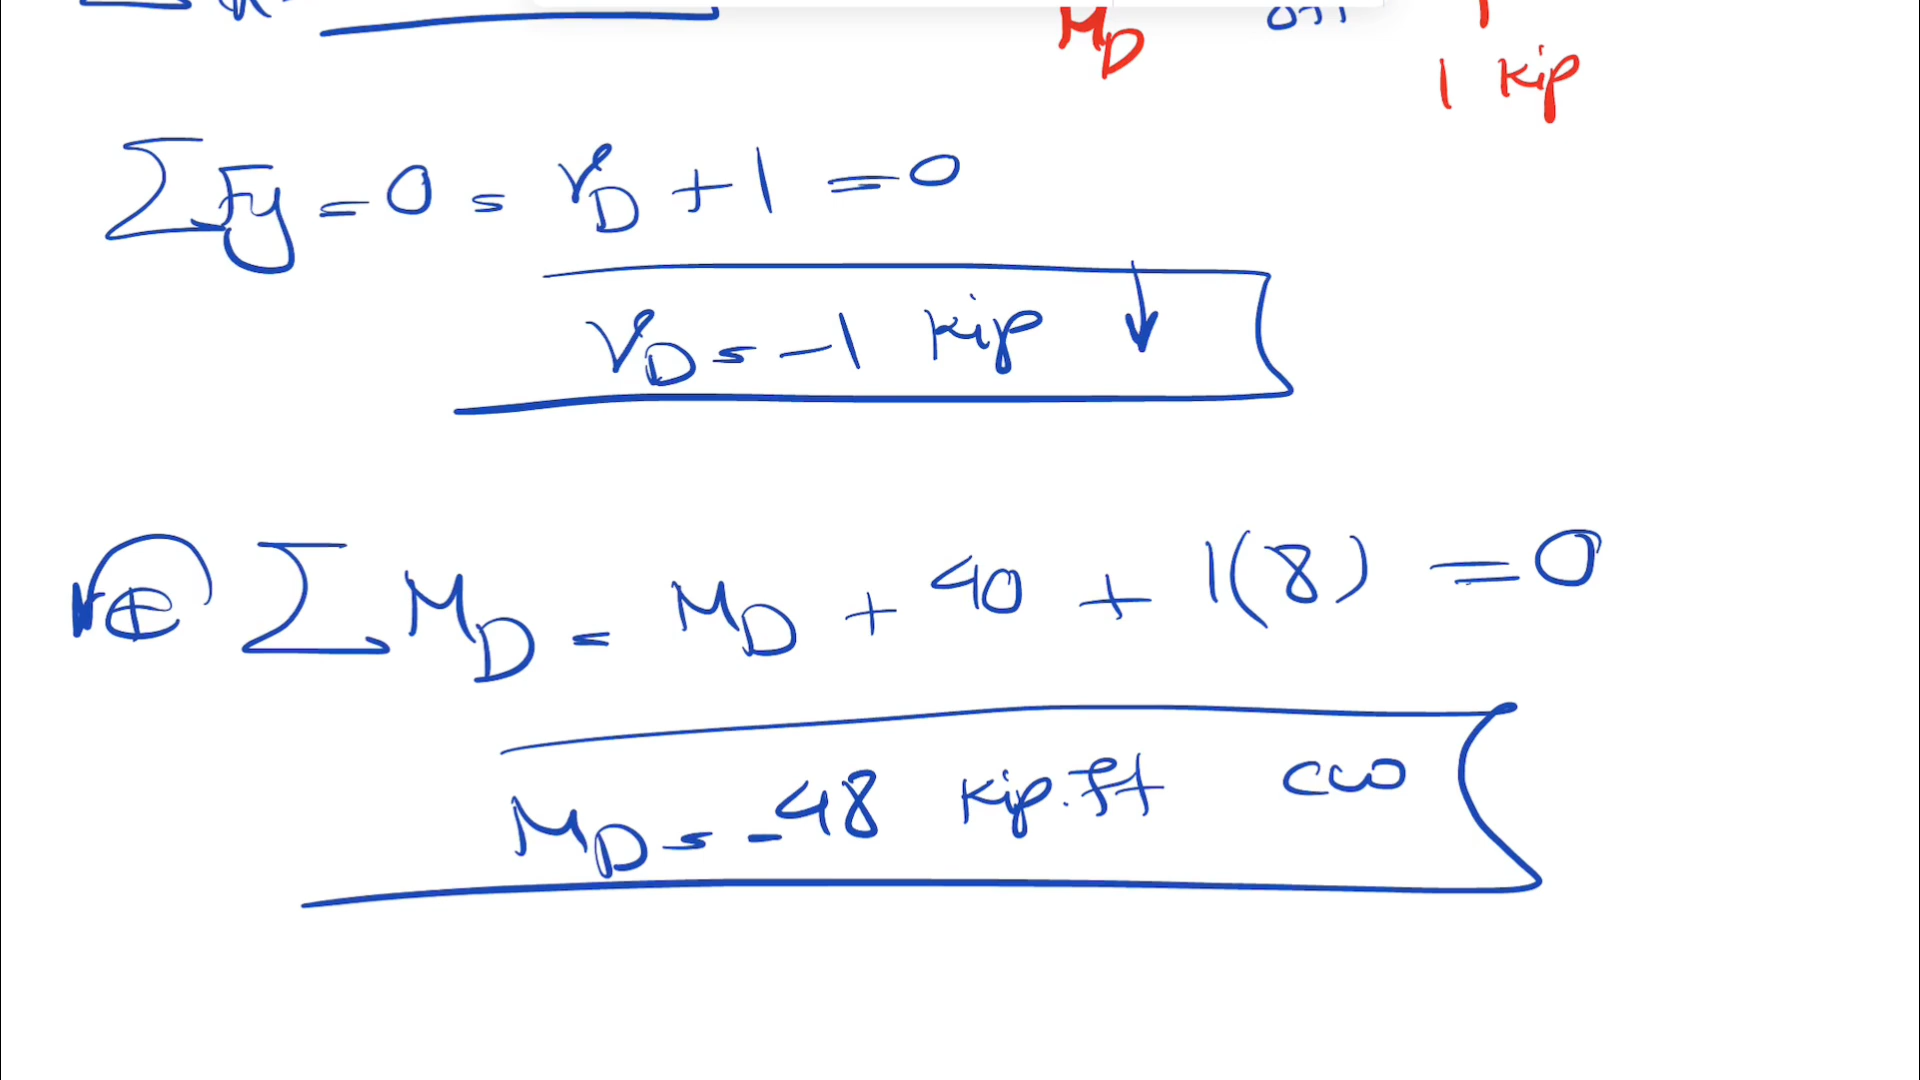 M_D
1 kip
ΣFy = 0 = V_D + 1 = 0
V_D = -1 kip ↓
⊕ ΣM_D = M_D + 40 + 1(8) = 0
M_D = -48 kip.ft ccw